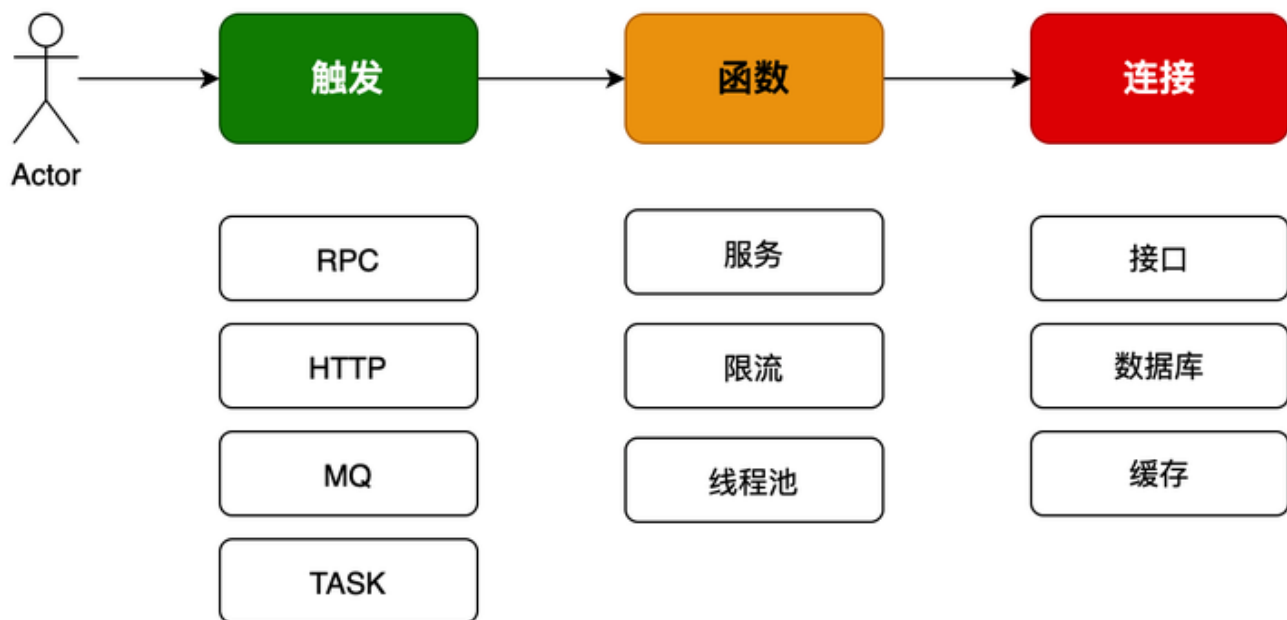 触发
函数
连接
Actor
RPC
服务
接口
HTTP
限流
数据库
MQ
线程池
缓存
TASK